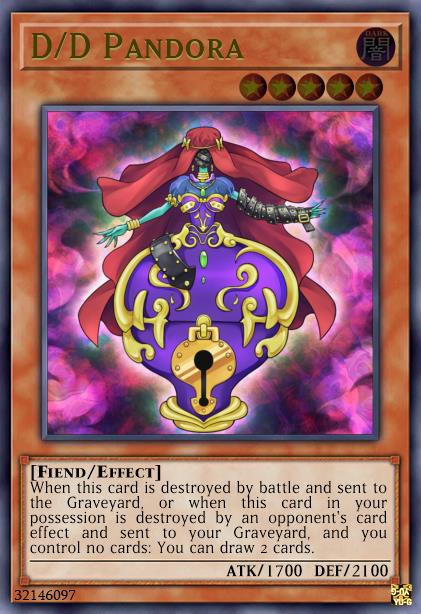 D/D Pandora
DARK
闇
[Fiend/Effect]
When this card is destroyed by battle and sent to
the Graveyard, or when this card in your
possession is destroyed by an opponent's card
effect and sent to your Graveyard, and you
control no cards: You can draw 2 cards.
ATK/1700 DEF/2100
32146097